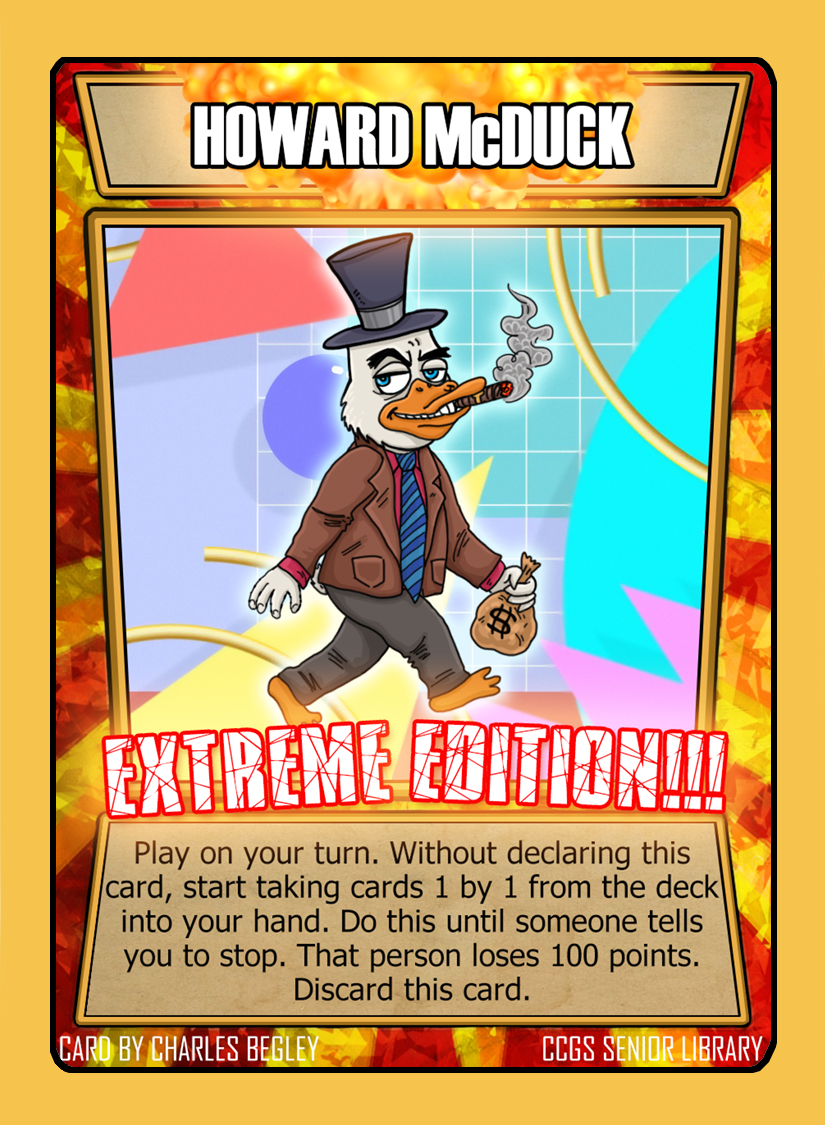 HOWARD McDUCK
$
EXTREME EDITION!!!
Play on your turn. Without declaring this
card, start taking cards 1 by 1 from the deck
into your hand. Do this until someone tells
you to stop. That person loses 100 points.
Discard this card.
CARD BY CHARLES BEGLEY
CCGS SENIOR LIBRARY